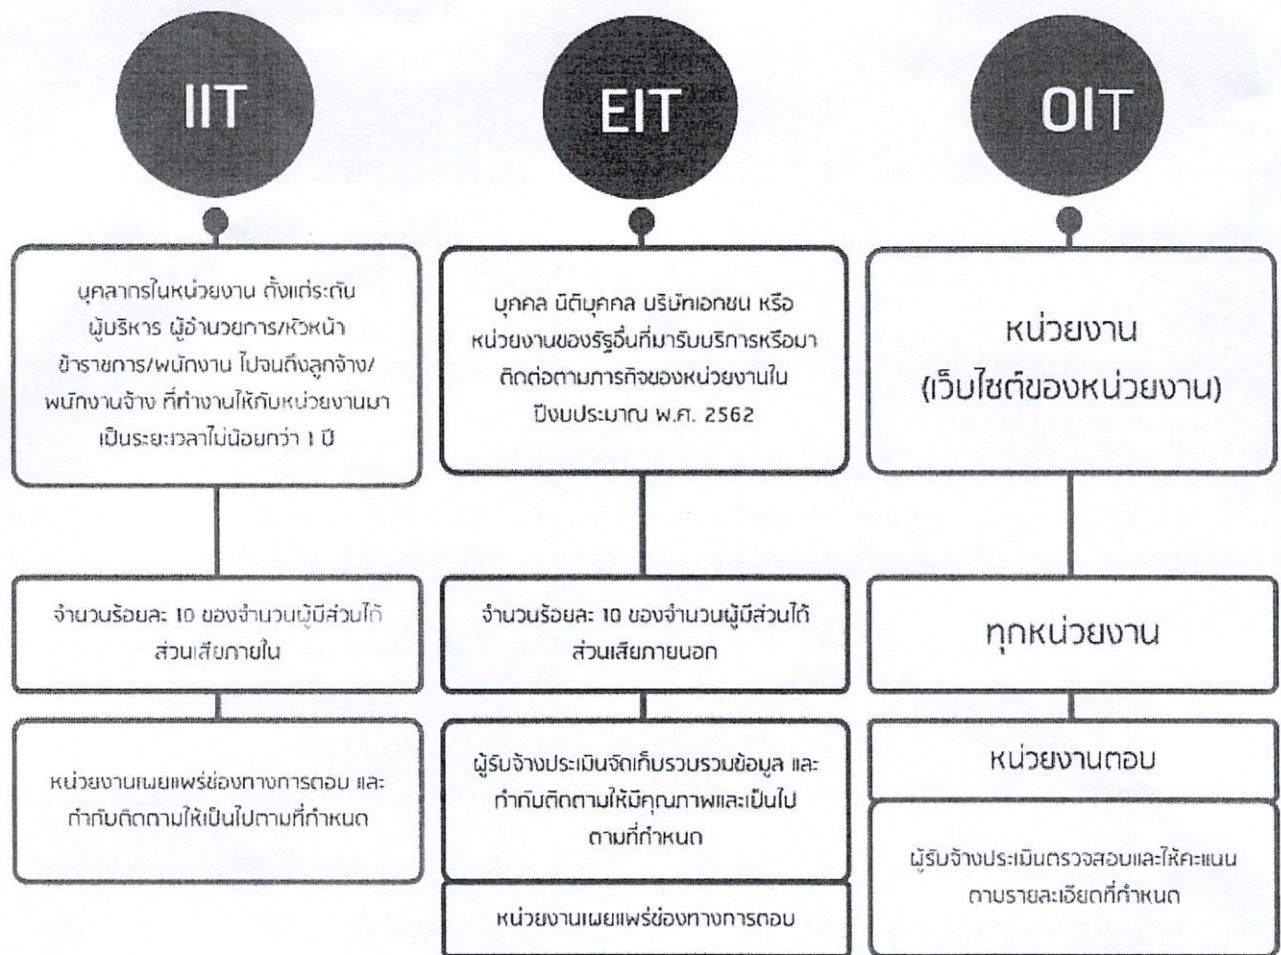 IIT
บุคลากรในหน่วยงาน ตั้งแต่ระดับ
ผู้บริหาร ผู้อำนวยการ/หัวหน้า
ข้าราชการ/พนักงาน ไปจนถึงลูกจ้าง/
พนักงานจ้าง ที่ทำงานให้กับหน่วยงานมา
เป็นระยะเวลาไม่น้อยกว่า 1 ปี
จำนวนร้อยละ 10 ของจำนวนผู้มีส่วนได้
ส่วนเสียภายใน
หน่วยงานเผยแพร่ช่องทางการตอบ และ
กำกับติดตามให้เป็นไปตามที่กำหนด
EIT
บุคคล นิติบุคคล บริษัทเอกชน หรือ
หน่วยงานของรัฐอื่นที่มารับบริการหรือมา
ติดต่อตามภารกิจของหน่วยงานใน
ปีงบประมาณ พ.ศ. 2562
จำนวนร้อยละ 10 ของจำนวนผู้มีส่วนได้
ส่วนเสียภายนอก
ผู้รับจ้างประเมินจัดเก็บรวบรวมข้อมูล และ
กำกับติดตามให้มีคุณภาพและเป็นไป
ตามที่กำหนด
หน่วยงานเผยแพร่ช่องทางการตอบ
OIT
หน่วยงาน
(เว็บไซต์ของหน่วยงาน)
ทุกหน่วยงาน
หน่วยงานตอบ
ผู้รับจ้างประเมินตรวจสอบและให้คะแนน
ตามรายละเอียดที่กำหนด